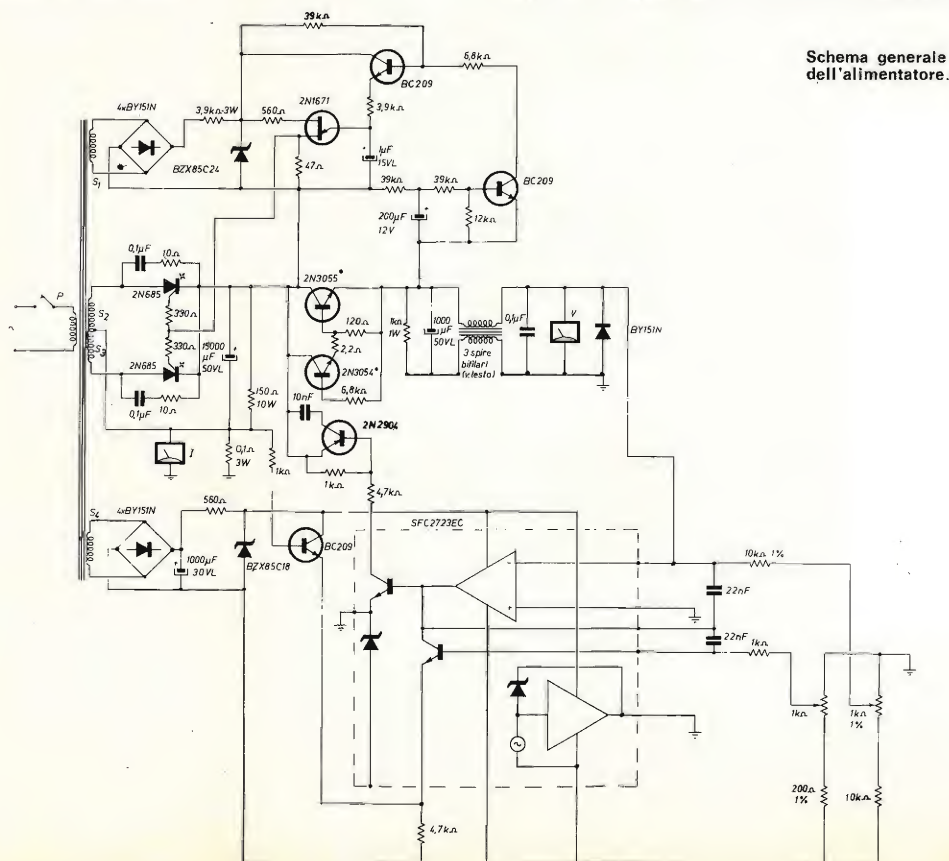 Schema generale
dell'alimentatore.
39kΩ
BC209
6,8kΩ
4xBY151N
3,9kΩ-3W
560Ω
2N1671
3,9kΩ
BZX85C24
1µF
15VL
47Ω
S1
39kΩ
39kΩ
BC209
200µF
12V
12kΩ
0,1µF
10Ω
2N3055*
P
2N685
S2
330Ω
120Ω
1kΩ
1W
1000
µF
50VL
0,1µF
V
BY151N
S3
330Ω
15000
µF
50VL
2,2Ω
3 spire
bifilari
2N685
2N3054*
150Ω
10W
6,8kΩ
0,1µF
10Ω
10nF
2N2904
I
0,1Ω
3W
1kΩ
1kΩ
4,7kΩ
S4
4xBY151N
560Ω
SFC2723EC
1000µF
30VL
BZX85C18
BC209
10kΩ 1%
22nF
22nF
1kΩ
1kΩ
1kΩ
1%
200Ω
1%
10kΩ
4,7kΩ